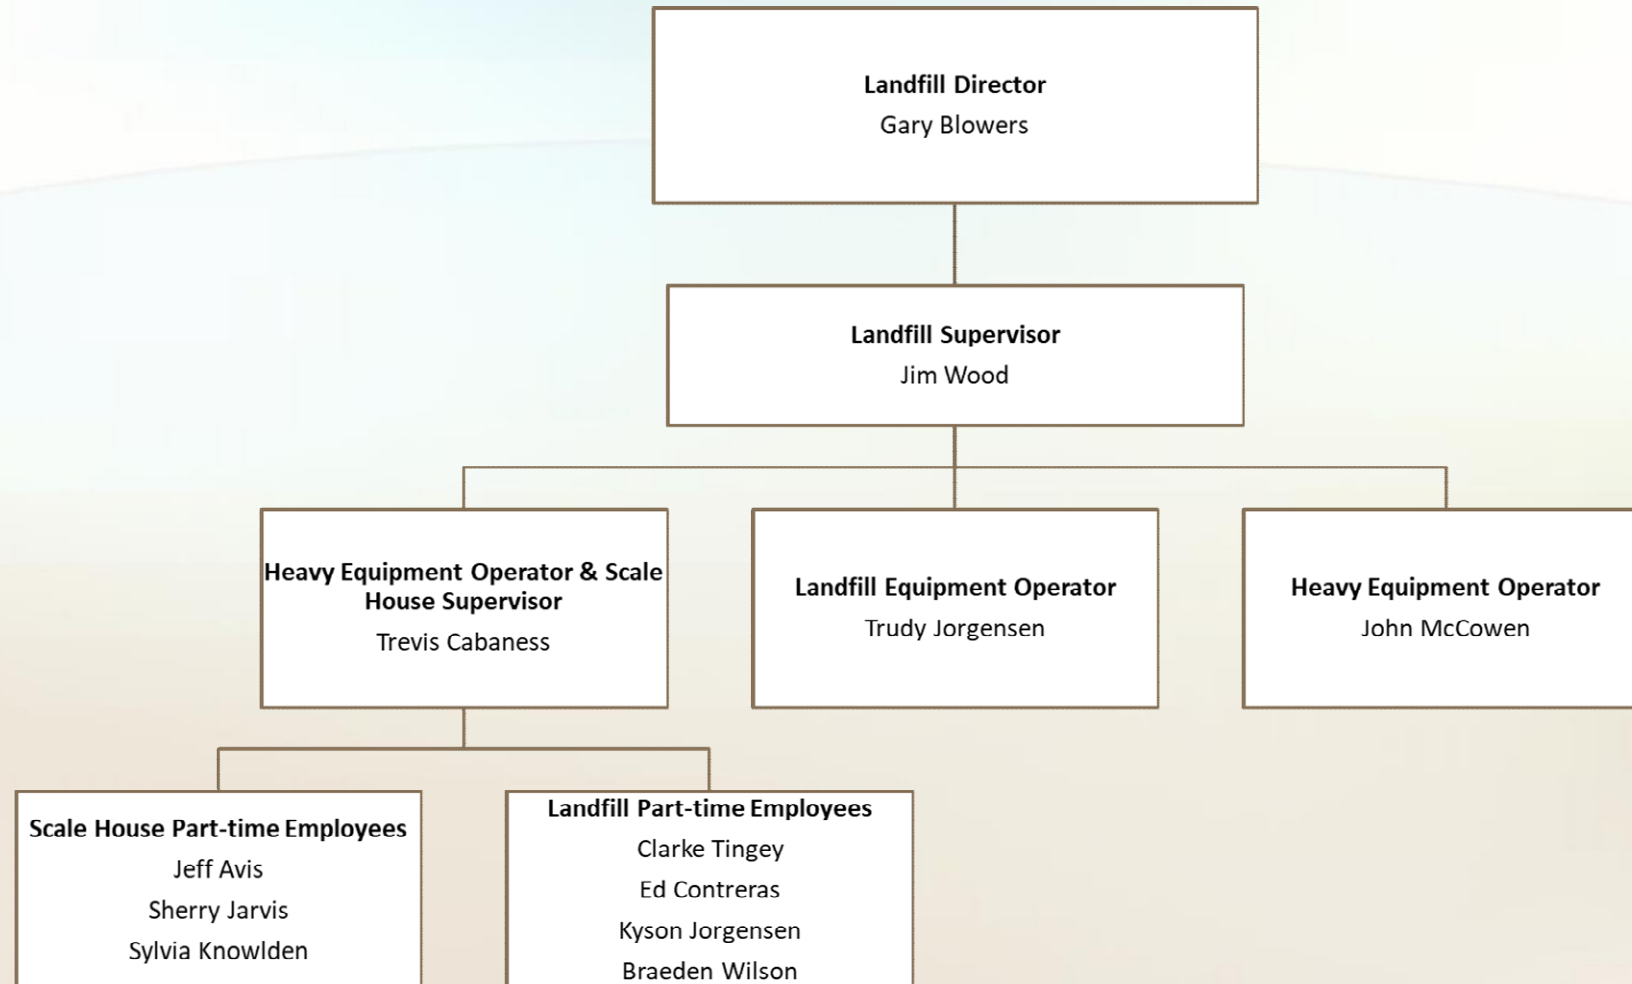 Landfill Director
Gary Blowers
Landfill Supervisor
Jim Wood
Heavy Equipment Operator & Scale
House Supervisor
Trevis Cabaness
Landfill Equipment Operator
Trudy Jorgensen
Heavy Equipment Operator
John McCowen
Scale House Part-time Employees
Jeff Avis
Sherry Jarvis
Sylvia Knowlden
Landfill Part-time Employees
Clarke Tingey
Ed Contreras
Kyson Jorgensen
Braeden Wilson